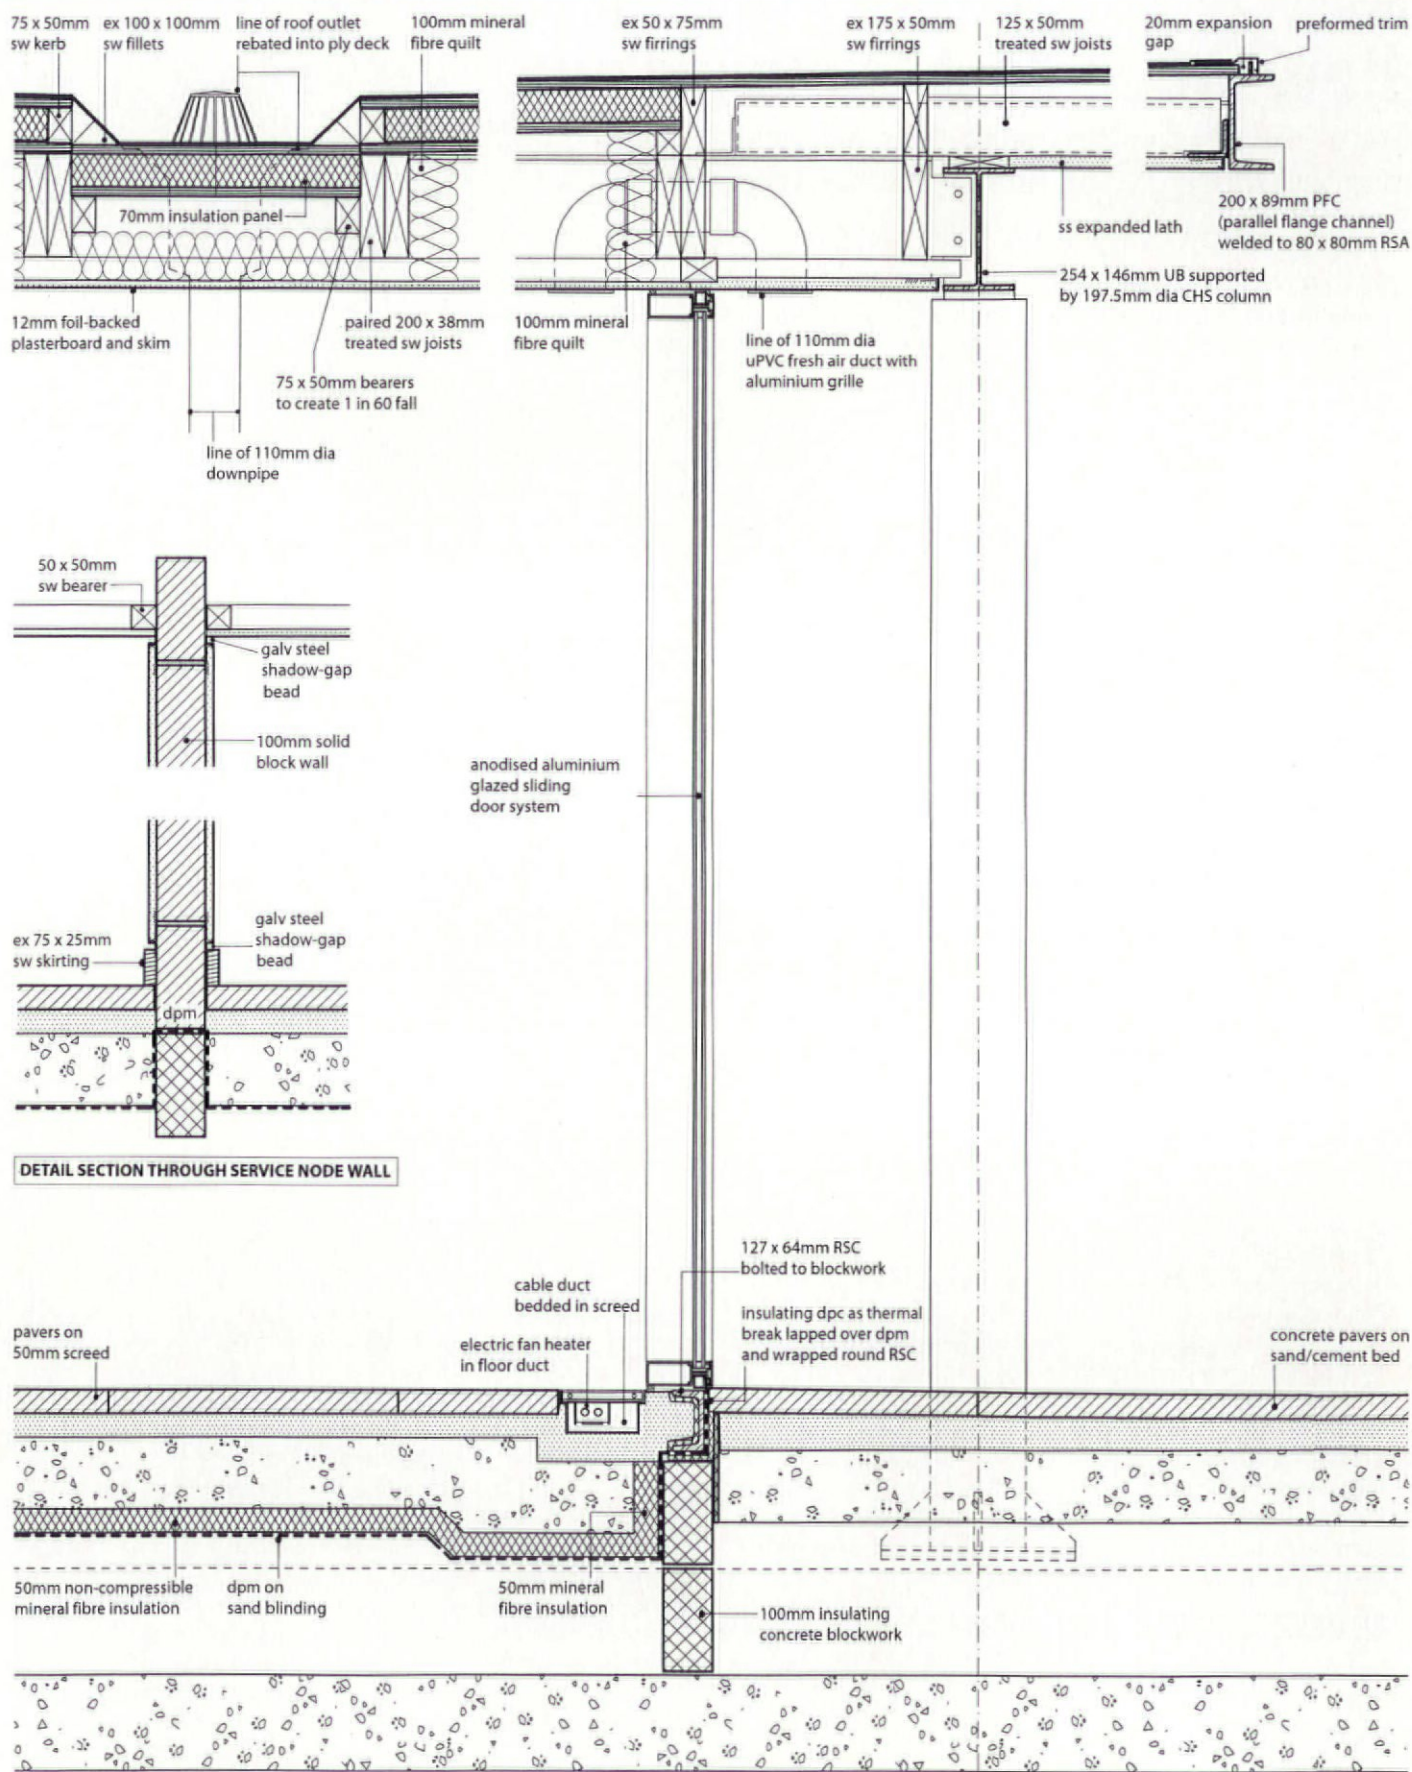 75 x 50mm
sw kerb
ex 100 x 100mm
sw fillets
line of roof outlet
rebated into ply deck
100mm mineral
fibre quilt
ex 50 x 75mm
sw firrings
ex 175 x 50mm
sw firrings
125 x 50mm
treated sw joists
20mm expansion
gap
preformed trim
70mm insulation panel
ss expanded lath
200 x 89mm PFC
(parallel flange channel)
welded to 80 x 80mm RSA
254 x 146mm UB supported
by 197.5mm dia CHS column
12mm foil-backed
plasterboard and skim
paired 200 x 38mm
treated sw joists
100mm mineral
fibre quilt
line of 110mm dia
uPVC fresh air duct with
aluminium grille
75 x 50mm bearers
to create 1 in 60 fall
line of 110mm dia
downpipe
50 x 50mm
sw bearer
galv steel
shadow-gap
bead
100mm solid
block wall
anodised aluminium
glazed sliding
door system
ex 75 x 25mm
sw skirting
galv steel
shadow-gap
bead
dpm
DETAIL SECTION THROUGH SERVICE NODE WALL
127 x 64mm RSC
bolted to blockwork
cable duct
bedded in screed
insulating dpc as thermal
break lapped over dpm
and wrapped round RSC
pavers on
50mm screed
electric fan heater
in floor duct
concrete pavers on
sand/cement bed
50mm non-compressible
mineral fibre insulation
dpm on
sand blinding
50mm mineral
fibre insulation
100mm insulating
concrete blockwork